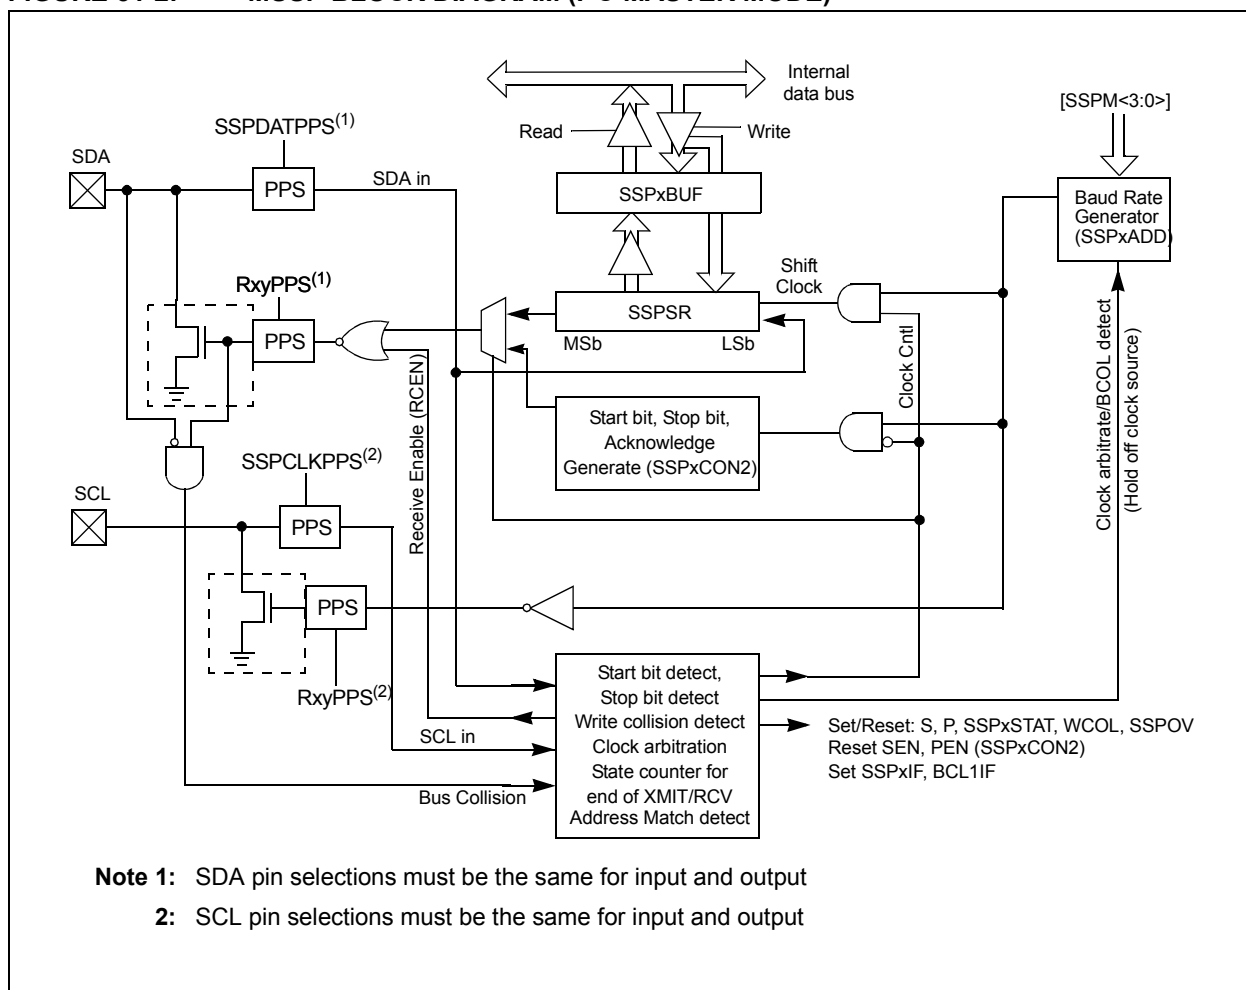 Internal
data bus
[SSPM<3:0>]
SSPDATPPS(1)
Read
Write
SDA
PPS
SDA in
SSPxBUF
Baud Rate
Generator
(SSPxADD)
RxyPPS(1)
Shift
Clock
PPS
SSPSR
MSb
LSb
Receive Enable (RCEN)
Clock Cntl
Clock arbitrate/BCOL detect
(Hold off clock source)
Start bit, Stop bit,
Acknowledge
Generate (SSPxCON2)
SSPCLKPPS(2)
SCL
PPS
PPS
RxyPPS(2)
Start bit detect,
Stop bit detect
Write collision detect
Clock arbitration
State counter for
end of XMIT/RCV
Address Match detect
SCL in
Bus Collision
Set/Reset: S, P, SSPxSTAT, WCOL, SSPOV
Reset SEN, PEN (SSPxCON2)
Set SSPxIF, BCL1IF
Note 1: SDA pin selections must be the same for input and output
2: SCL pin selections must be the same for input and output